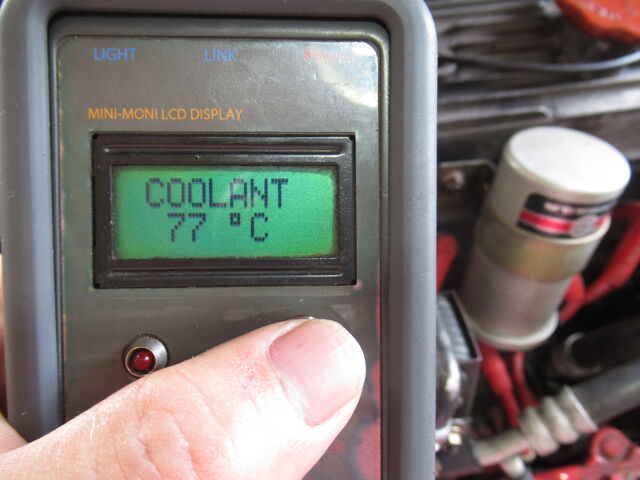 LIGHT LINK
MINI-MONI LCD DISPLAY
COOLANT
77 °C